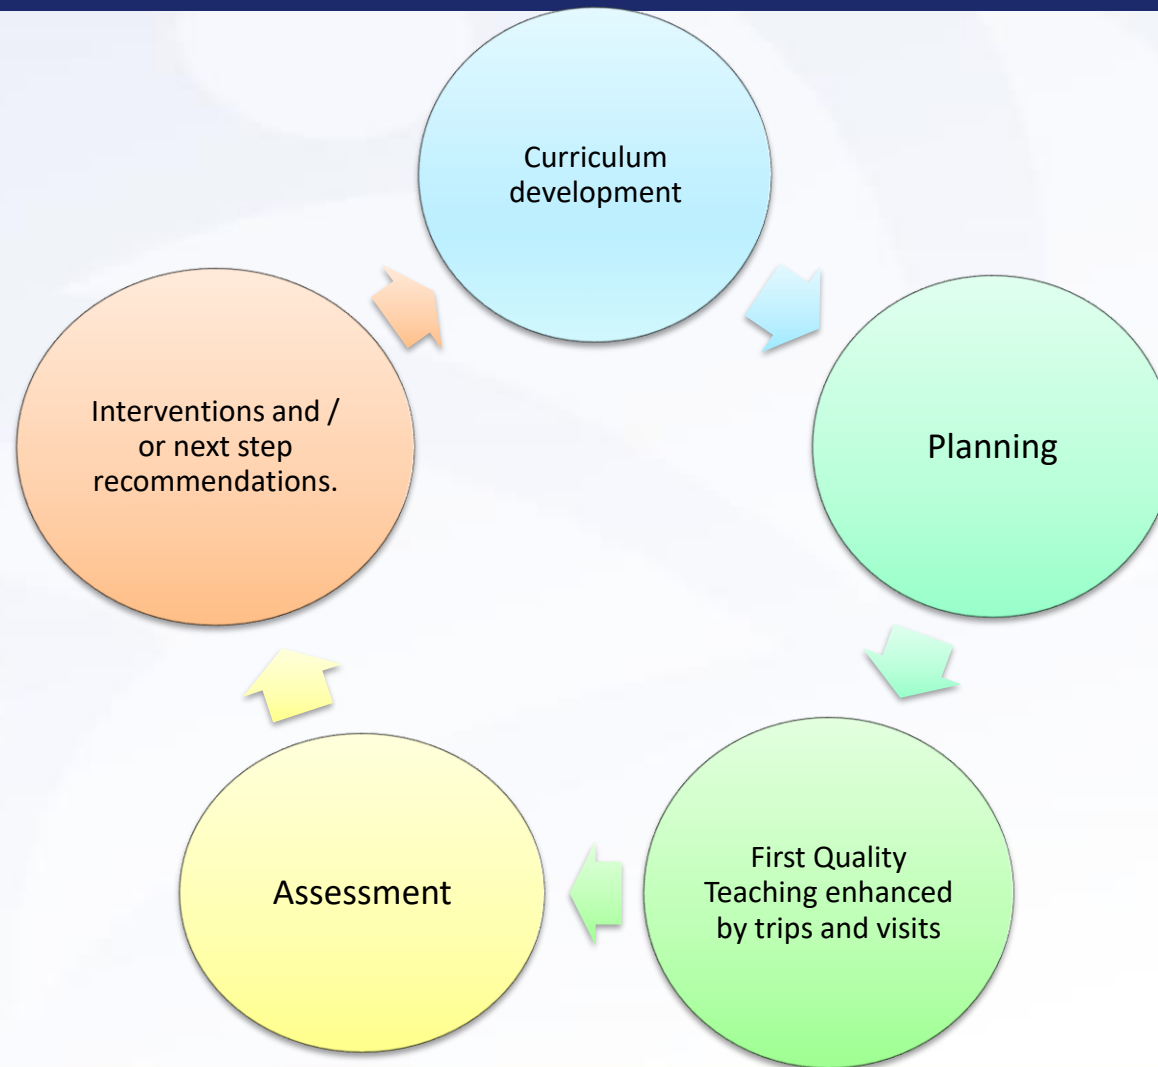 Curriculum
development
Planning
First Quality
Teaching enhanced
by trips and visits
Assessment
Interventions and /
or next step
recommendations.